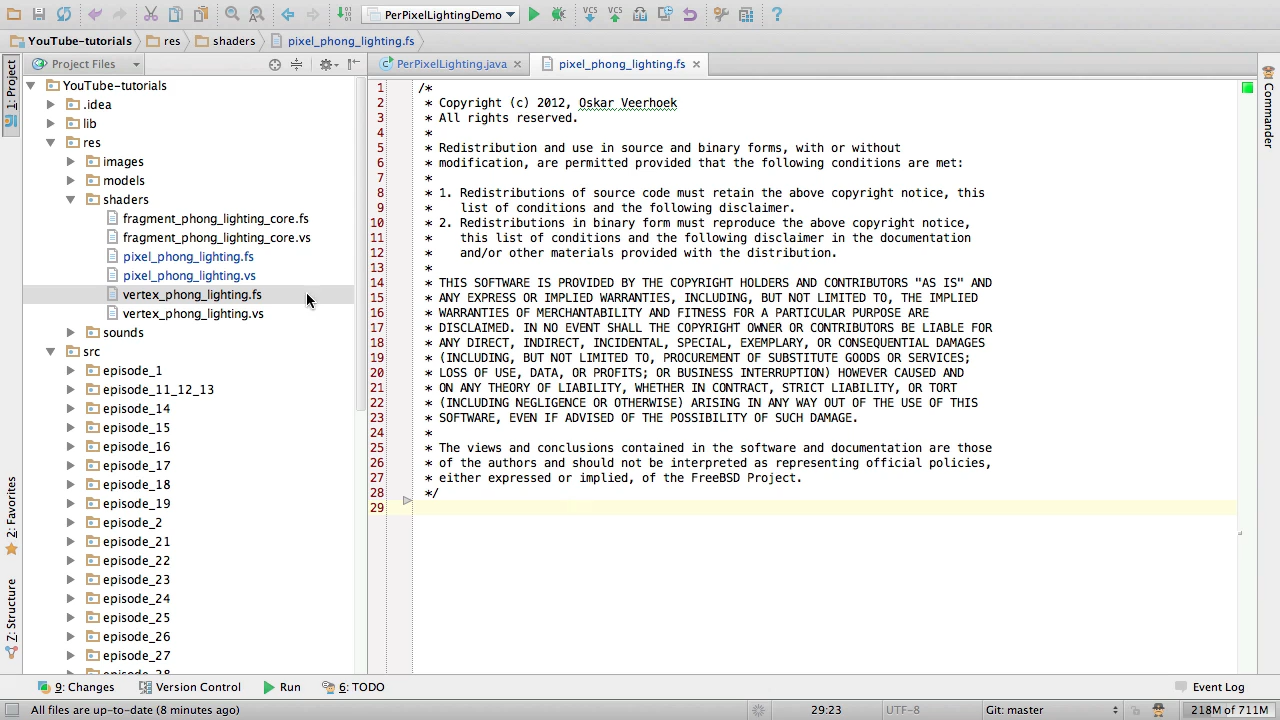 PerPixelLightingDemo
VCS VCS
YouTube-tutorials res shaders pixel_phong_lighting.fs
Project Files
PerPixelLighting.java pixel_phong_lighting.fs
1: Project
2: Favorites
Z: Structure
YouTube-tutorials
.idea
lib
res
images
models
shaders
fragment_phong_lighting_core.fs
fragment_phong_lighting_core.vs
pixel_phong_lighting.fs
pixel_phong_lighting.vs
vertex_phong_lighting.fs
vertex_phong_lighting.vs
sounds
src
episode_1
episode_11_12_13
episode_14
episode_15
episode_16
episode_17
episode_18
episode_19
episode_2
episode_21
episode_22
episode_23
episode_24
episode_25
episode_26
episode_27
episode_28
1 /*
2 * Copyright (c) 2012, Oskar Veerhoek
3 * All rights reserved.
4 *
5 * Redistribution and use in source and binary forms, with or without
6 * modification, are permitted provided that the following conditions are met:
7 *
8 * 1. Redistributions of source code must retain the above copyright notice, this
9 * list of conditions and the following disclaimer.
10 * 2. Redistributions in binary form must reproduce the above copyright notice,
11 * this list of conditions and the following disclaimer in the documentation
12 * and/or other materials provided with the distribution.
13 *
14 * THIS SOFTWARE IS PROVIDED BY THE COPYRIGHT HOLDERS AND CONTRIBUTORS "AS IS" AND
15 * ANY EXPRESS OR IMPLIED WARRANTIES, INCLUDING, BUT NOT LIMITED TO, THE IMPLIED
16 * WARRANTIES OF MERCHANTABILITY AND FITNESS FOR A PARTICULAR PURPOSE ARE
17 * DISCLAIMED. IN NO EVENT SHALL THE COPYRIGHT OWNER OR CONTRIBUTORS BE LIABLE FOR
18 * ANY DIRECT, INDIRECT, INCIDENTAL, SPECIAL, EXEMPLARY, OR CONSEQUENTIAL DAMAGES
19 * (INCLUDING, BUT NOT LIMITED TO, PROCUREMENT OF SUBSTITUTE GOODS OR SERVICES;
20 * LOSS OF USE, DATA, OR PROFITS; OR BUSINESS INTERRUPTION) HOWEVER CAUSED AND
21 * ON ANY THEORY OF LIABILITY, WHETHER IN CONTRACT, STRICT LIABILITY, OR TORT
22 * (INCLUDING NEGLIGENCE OR OTHERWISE) ARISING IN ANY WAY OUT OF THE USE OF THIS
23 * SOFTWARE, EVEN IF ADVISED OF THE POSSIBILITY OF SUCH DAMAGE.
24 *
25 * The views and conclusions contained in the software and documentation are those
26 * of the authors and should not be interpreted as representing official policies,
27 * either expressed or implied, of the FreeBSD Project.
28 */
29
Commander
9: Changes Version Control Run 6: TODO Event Log
All files are up-to-date (8 minutes ago) 29:23 UTF-8 Git: master 218M of 711M